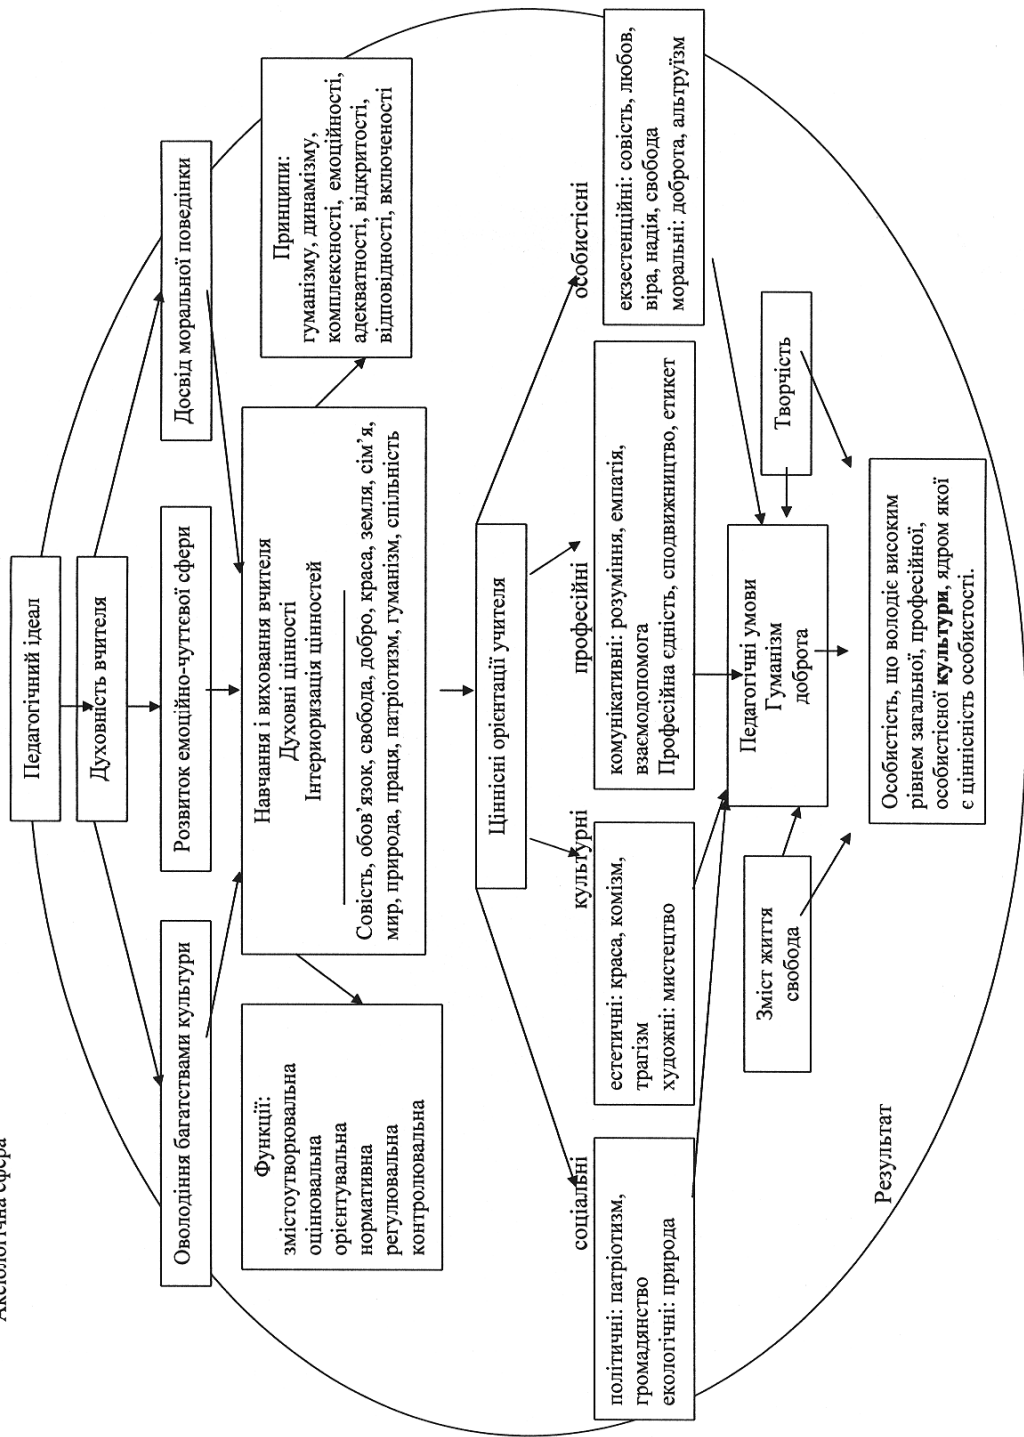 Аксіологічна сфера
Педагогічний ідеал
Духовність вчителя
Оволодіння багатствами культури
Розвиток емоційно-чуттєвої сфери
Досвід моральної поведінки
Функції:
змістоутворювальна
оцінювальна
орієнтувальна
нормативна
регулювальна
контролювальна
Навчання і виховання вчителя
Духовні цінності
Інтериоризація цінностей
Совість, обов’язок, свобода, добро, краса, земля, сім’я,
мир, природа, праця, патріотизм, гуманізм, спільність
Принципи:
гуманізму, динамізму,
комплексності, емоційності,
адекватності, відкритості,
відповідності, включеності
Ціннісні орієнтації учителя
соціальні
культурні
професійні
особистісні
політичні: патріотизм,
громадянство
екологічні: природа
естетичні: краса, комізм,
трагізм
художні: мистецтво
комунікативні: розуміння, емпатія,
взаємодопомога
Професійна єдність, сподвижництво, етикет
екзестенційні: совість, любов,
віра, надія, свобода
моральні: доброта, альтруїзм
Зміст життя
свобода
Педагогічні умови
Гуманізм
доброта
Творчість
Результат
Особистість, що володіє високим
рівнем загальної, професійної,
особистісної культури, ядром якої
є ціннісність особистості.